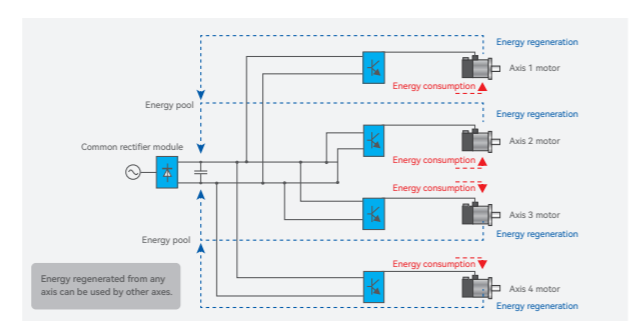 Energy regeneration
Axis 1 motor
Energy consumption
Energy pool
Energy regeneration
Common rectifier module
Axis 2 motor
Energy consumption
Energy consumption
Axis 3 motor
Energy regeneration
Energy pool
Energy consumption
Energy regenerated from any
axis can be used by other axes.
Axis 4 motor
Energy regeneration